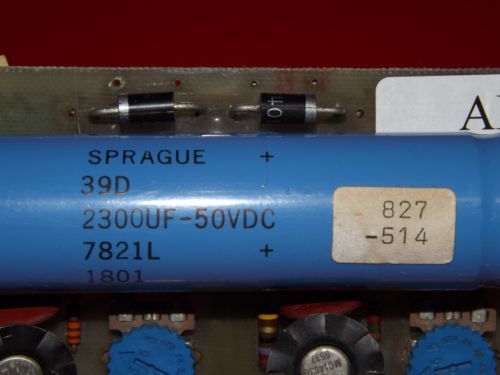 A
SPRAGUE +
39D
2300UF-50VDC
7821L +
1801
827
-514